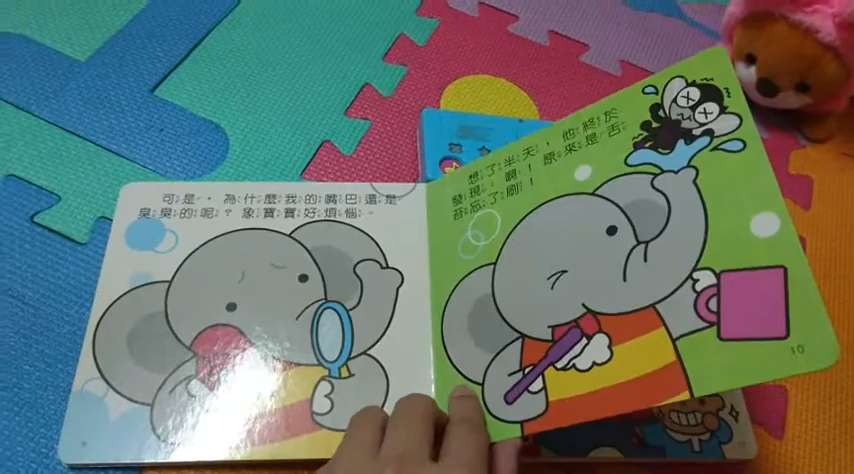 可是，為什麼我的嘴巴還是
臭臭的呢？象寶寶好煩惱。
想了半天，他終於
發現：啊！原來是舌
苔忘了刷！
10